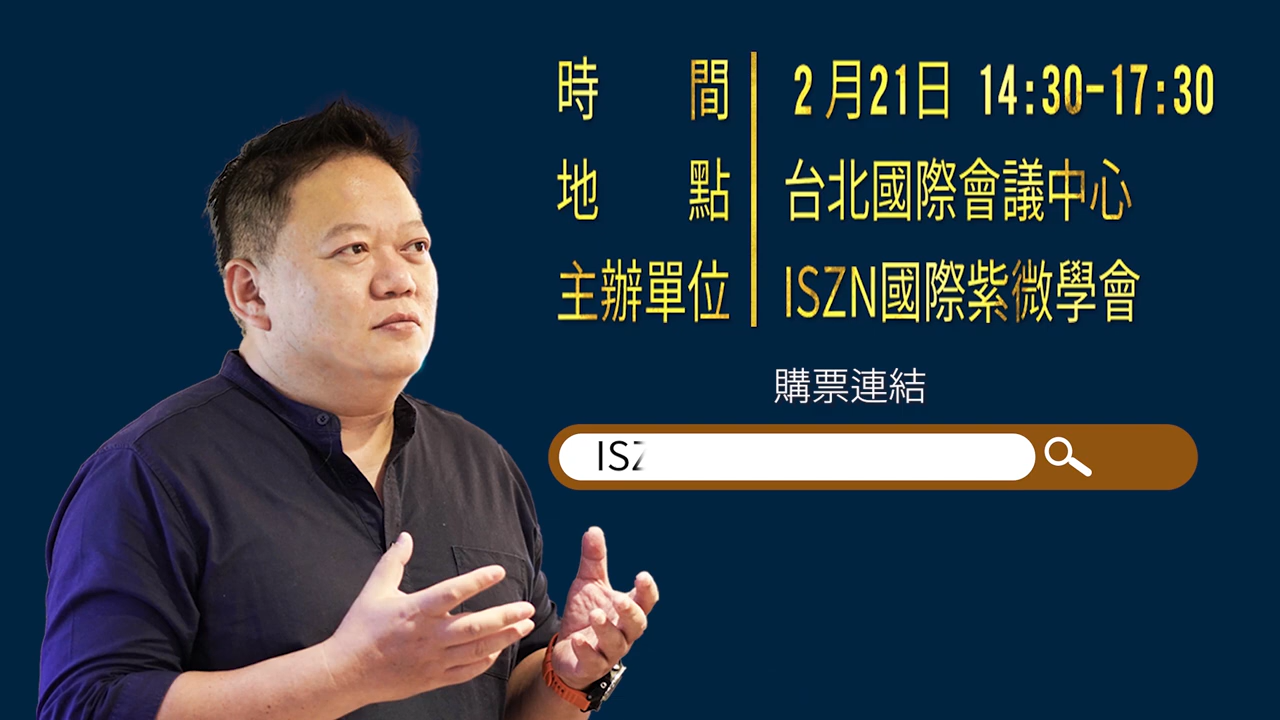 時間 2月21日 14:30-17:30
地點 台北國際會議中心
主辦單位 ISZN國際紫微學會
購票連結
IS